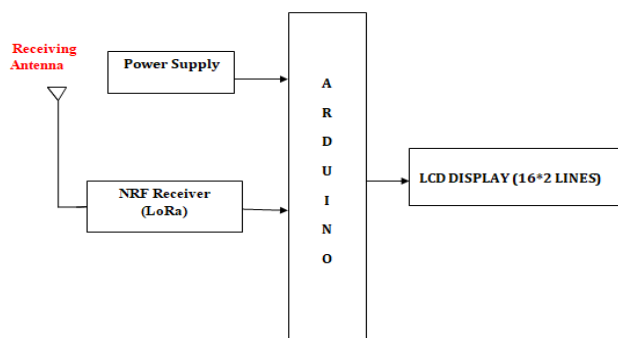 Receiving
Antenna
Power Supply
A
R
D
U
I
N
O
NRF Receiver
(LoRa)
LCD DISPLAY (16*2 LINES)